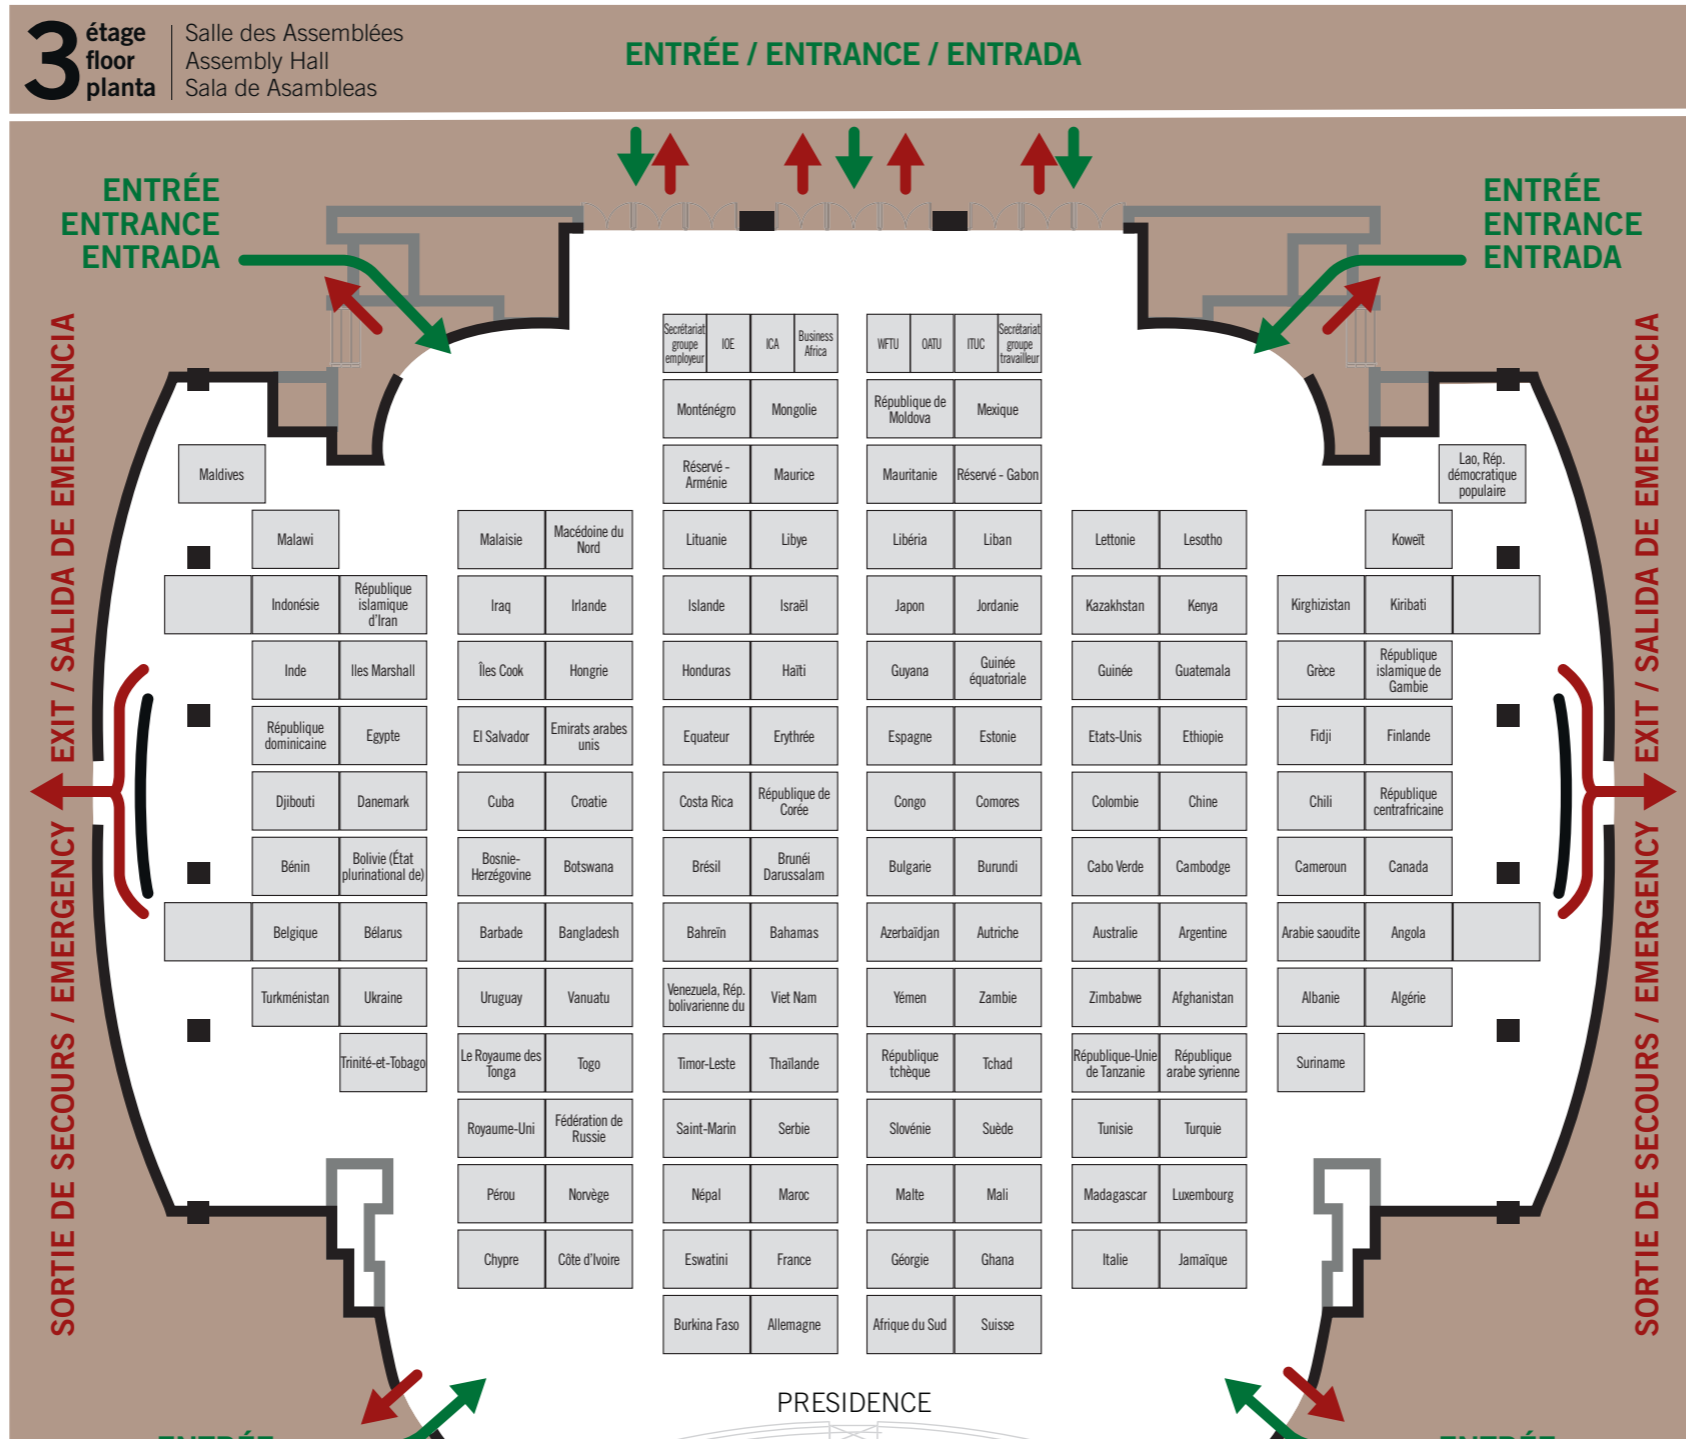 3
étage
floor
planta
Salle des Assemblées
Assembly Hall
Sala de Asambleas
ENTRÉE / ENTRANCE / ENTRADA
ENTRÉE
ENTRANCE
ENTRADA
ENTRÉE
ENTRANCE
ENTRADA
SORTIE DE SECOURS / EMERGENCY EXIT / SALIDA DE EMERGENCIA
SORTIE DE SECOURS / EMERGENCY EXIT / SALIDA DE EMERGENCIA
Secrétariat
groupe
employeur
IOE
ICA
Business
Africa
WFTU
OATU
ITUC
Secrétariat
groupe
travailleur
Monténégro
Mongolie
République de
Moldova
Mexique
Maldives
Réservé -
Arménie
Maurice
Mauritanie
Réservé - Gabon
Lao, Rép.
démocratique
populaire
Malawi
Malaisie
Macédoine du
Nord
Lituanie
Libye
Libéria
Liban
Lettonie
Lesotho
Koweït
Indonésie
République
islamique
d'Iran
Iraq
Irlande
Islande
Israël
Japon
Jordanie
Kazakhstan
Kenya
Kirghizistan
Kiribati
Inde
Iles Marshall
Îles Cook
Hongrie
Honduras
Haïti
Guyana
Guinée
équatoriale
Guinée
Guatemala
Grèce
République
islamique de
Gambie
République
dominicaine
Egypte
El Salvador
Emirats arabes
unis
Equateur
Erythrée
Espagne
Estonie
Etats-Unis
Ethiopie
Fidji
Finlande
Djibouti
Danemark
Cuba
Croatie
Costa Rica
République de
Corée
Congo
Comores
Colombie
Chine
Chili
République
centrafricaine
Bénin
Bolivie (État
plurinational de)
Bosnie-
Herzégovine
Botswana
Brésil
Brunéi
Darussalam
Bulgarie
Burundi
Cabo Verde
Cambodge
Cameroun
Canada
Belgique
Bélarus
Barbade
Bangladesh
Bahreïn
Bahamas
Azerbaïdjan
Autriche
Australie
Argentine
Arabie saoudite
Angola
Turkménistan
Ukraine
Uruguay
Vanuatu
Venezuela, Rép.
bolivarienne du
Viet Nam
Yémen
Zambie
Zimbabwe
Afghanistan
Albanie
Algérie
Trinité-et-Tobago
Le Royaume des
Tonga
Togo
Timor-Leste
Thaïlande
République
tchèque
Tchad
République-Unie
de Tanzanie
République
arabe syrienne
Suriname
Royaume-Uni
Fédération de
Russie
Saint-Marin
Serbie
Slovénie
Suède
Tunisie
Turquie
Pérou
Norvège
Népal
Maroc
Malte
Mali
Madagascar
Luxembourg
Chypre
Côte d'Ivoire
Eswatini
France
Géorgie
Ghana
Italie
Jamaïque
Burkina Faso
Allemagne
Afrique du Sud
Suisse
PRESIDENCE
ENTRÉE
ENTRÉE